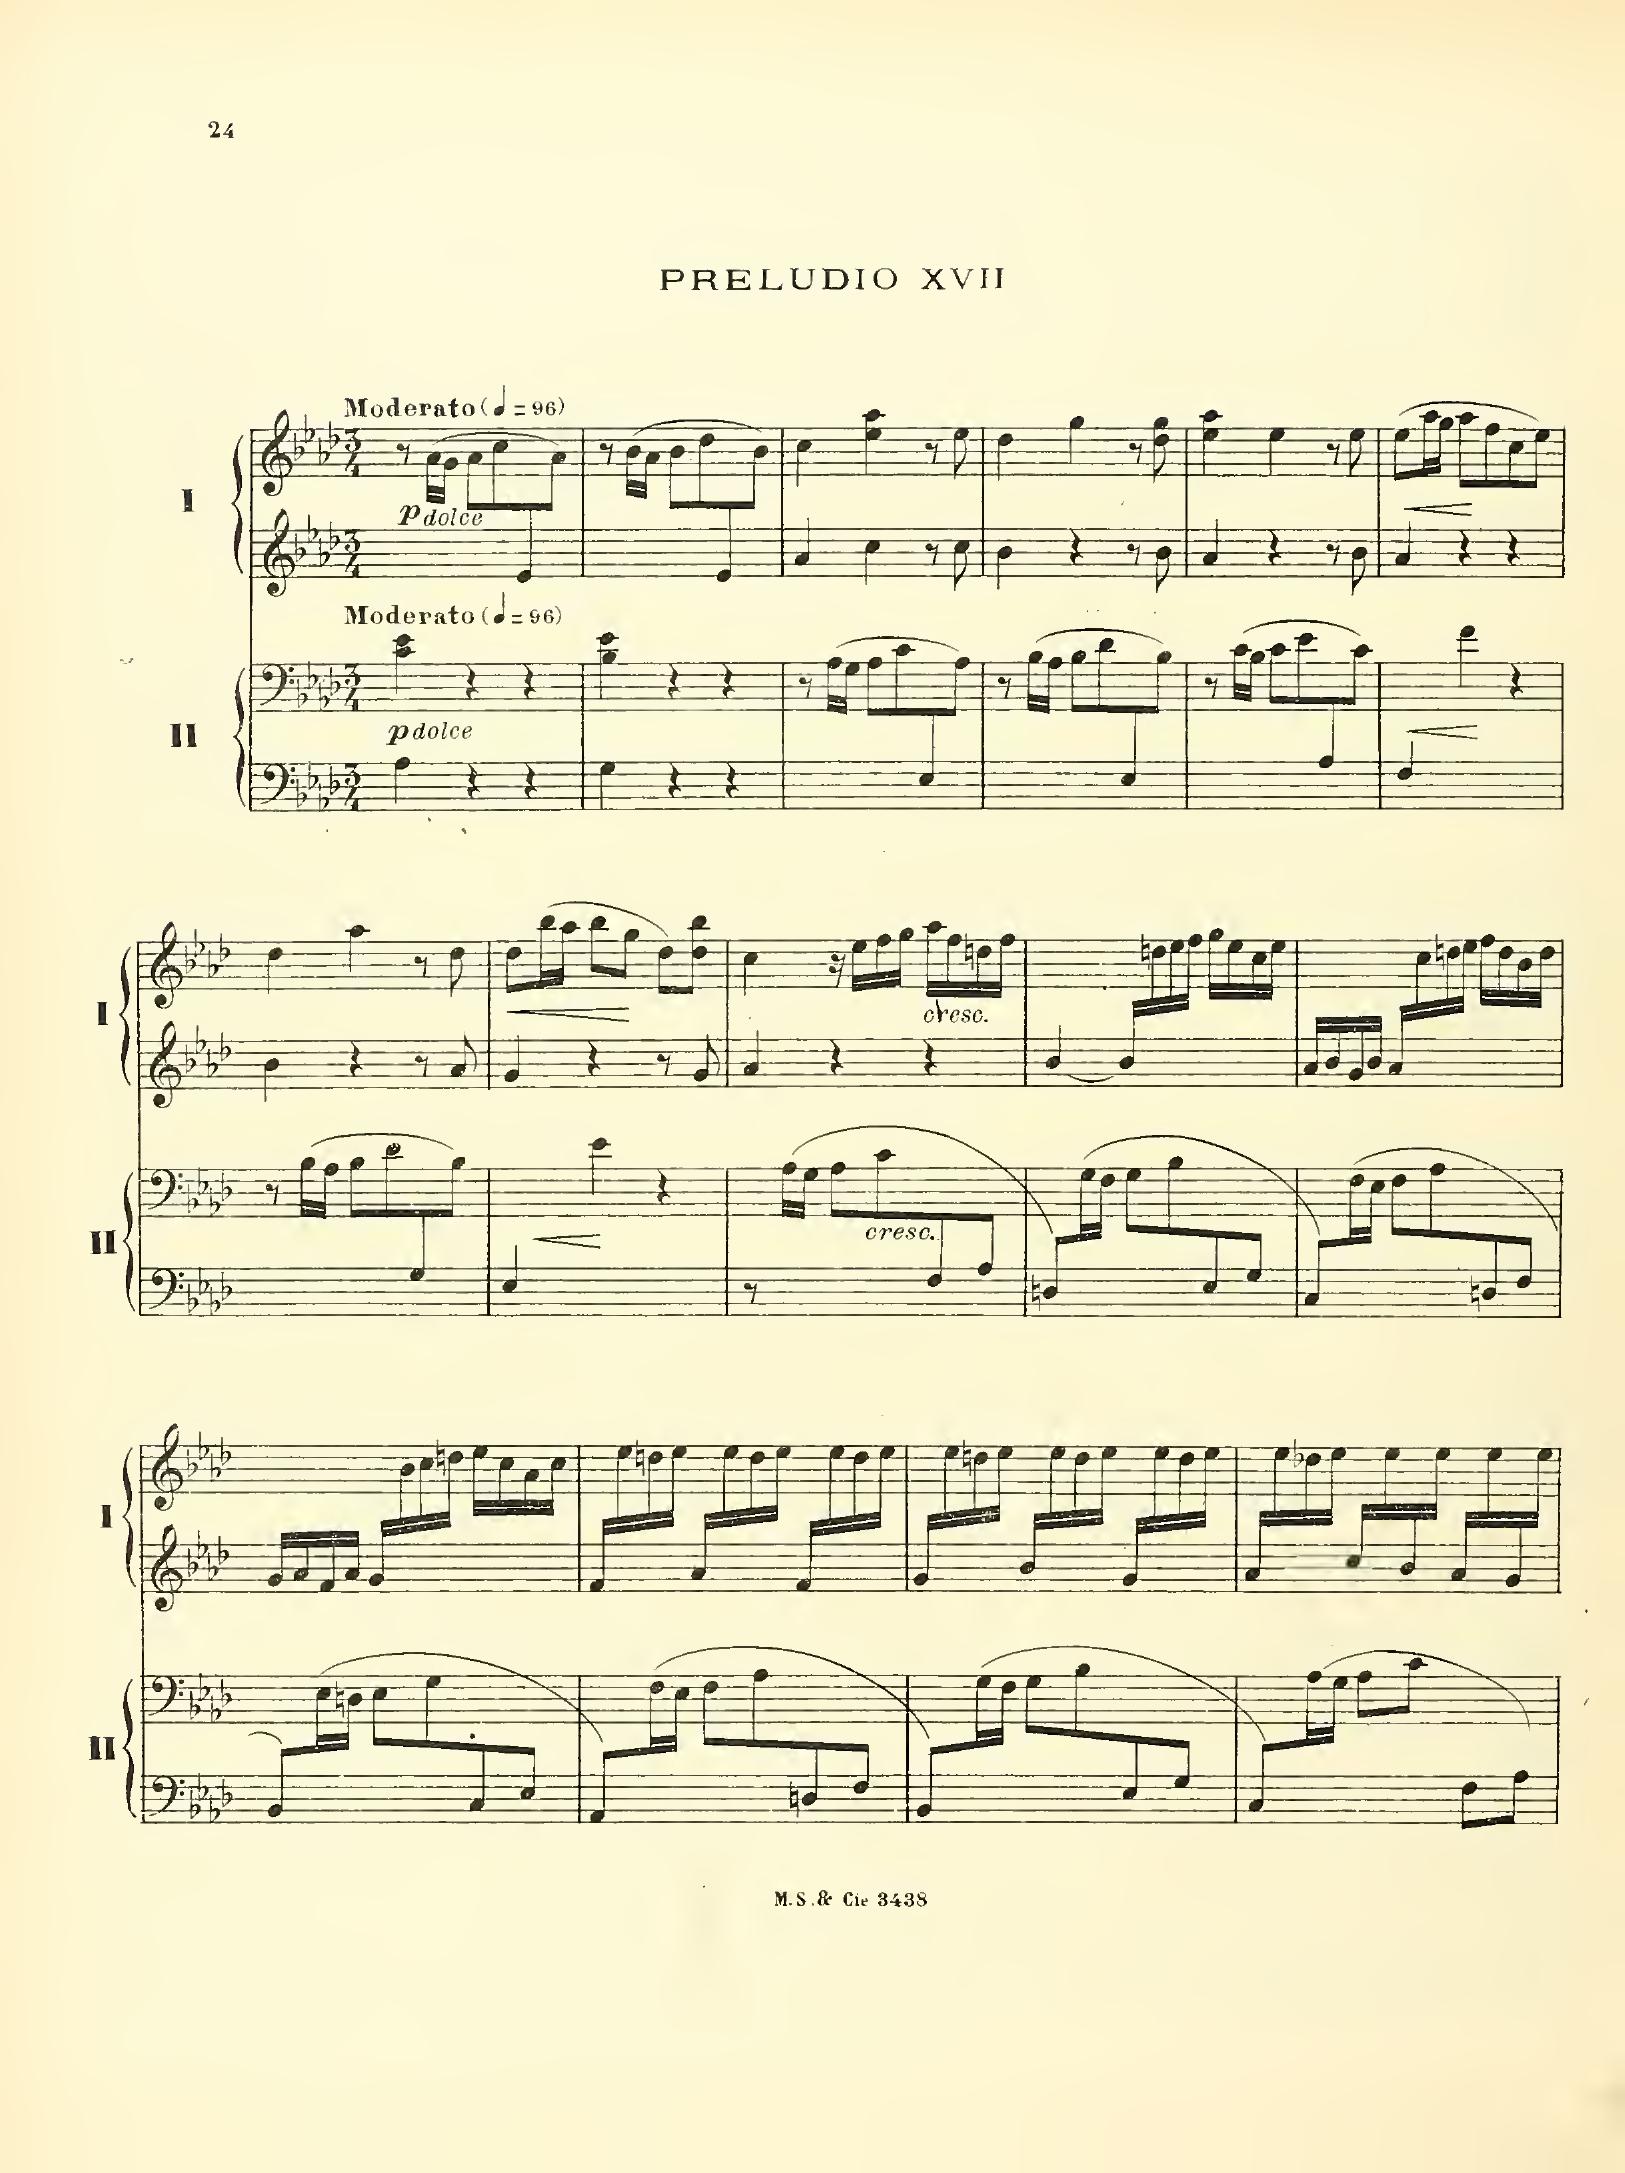 24
PRELUDIO XVII
Moderato (♩ = 96)
I
p dolce
Moderato (♩ = 96)
II
p dolce
I
cresc.
II
cresc.
I
II
M. S. & Cie 3438